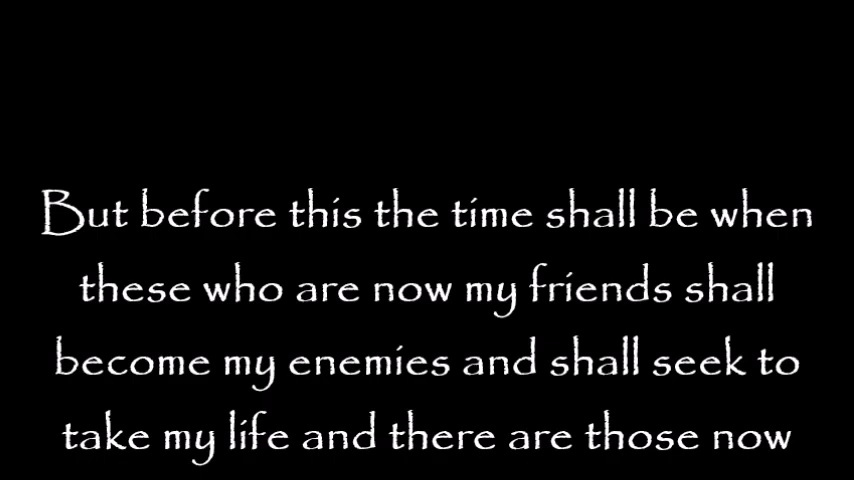 But before this the time shall be when
these who are now my friends shall
become my enemies and shall seek to
take my life and there are those now